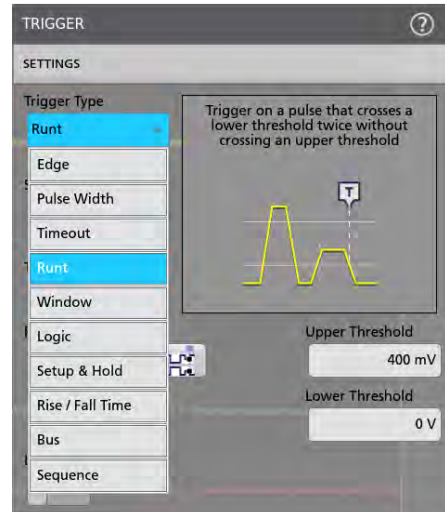 TRIGGER
?
SETTINGS
Trigger Type
Runt
Trigger on a pulse that crosses a
lower threshold twice without
crossing an upper threshold
T
Edge
Pulse Width
Timeout
Runt
Window
Logic
Setup & Hold
Rise / Fall Time
Bus
Sequence
Upper Threshold
400 mV
Lower Threshold
0 V